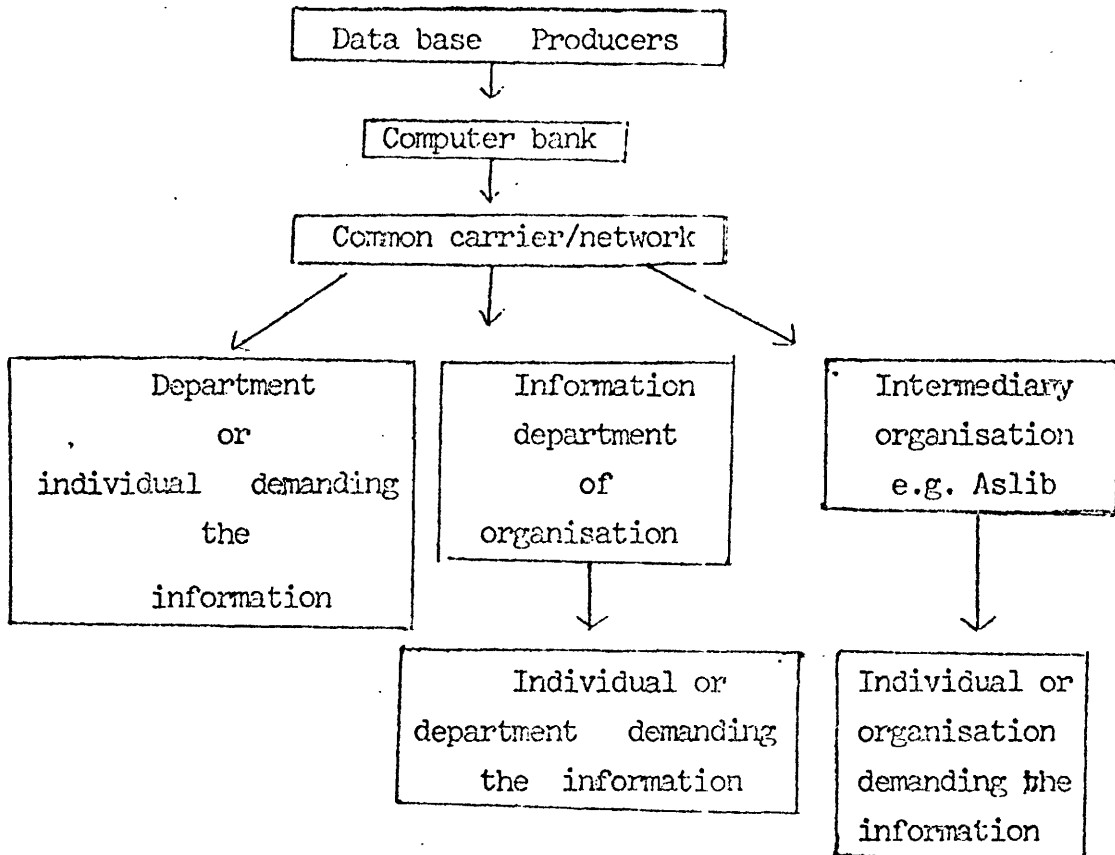 Data base Producers
Computer bank
Common carrier/network
Department
or
individual demanding
the
information
Information
department
of
organisation
Intermediary
organisation
e.g. Aslib
Individual or
department demanding
the information
Individual or
organisation
demanding the
information